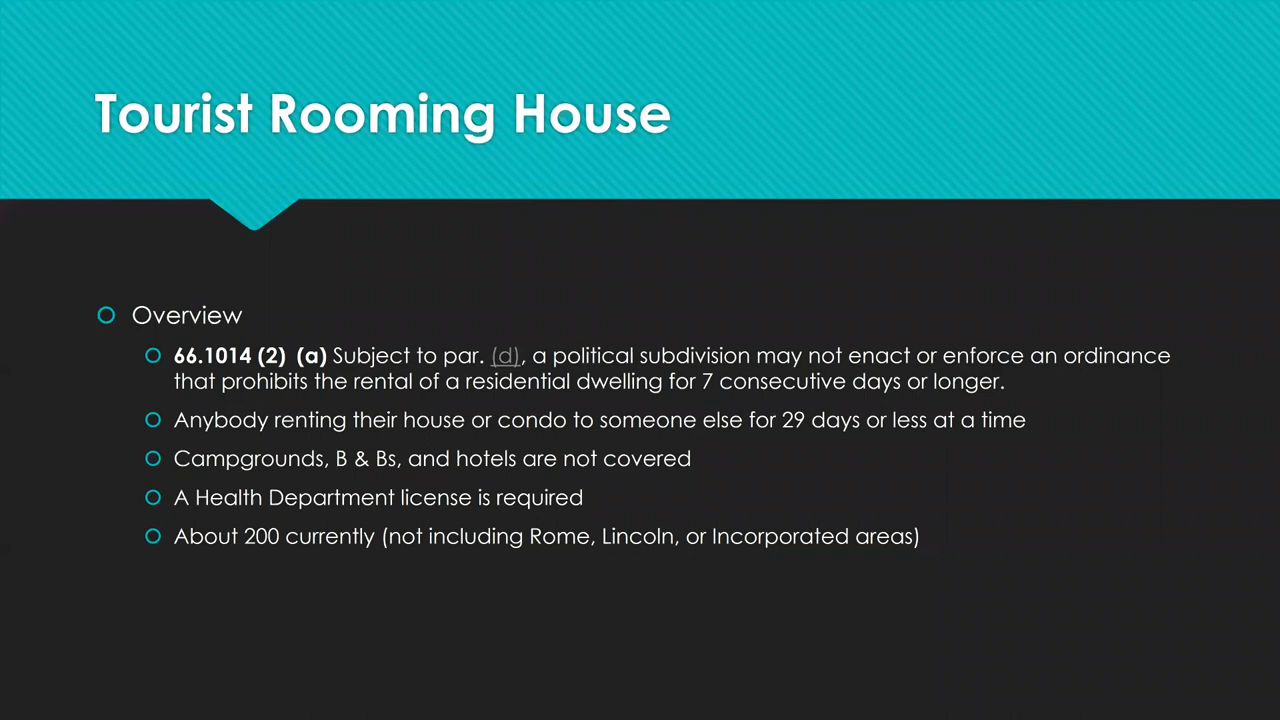 Tourist Rooming House
Overview
66.1014 (2) (a) Subject to par. (d), a political subdivision may not enact or enforce an ordinance
that prohibits the rental of a residential dwelling for 7 consecutive days or longer.
Anybody renting their house or condo to someone else for 29 days or less at a time
Campgrounds, B & Bs, and hotels are not covered
A Health Department license is required
About 200 currently (not including Rome, Lincoln, or Incorporated areas)